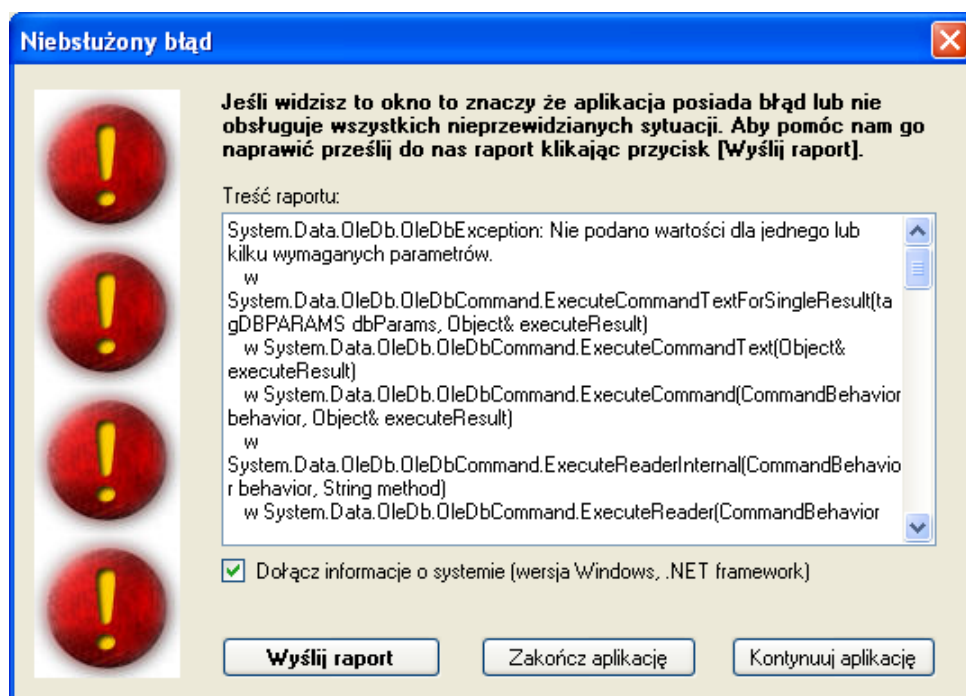 Niebsłużony błąd
Jeśli widzisz to okno to znaczy że aplikacja posiada błąd lub nie
obsługuje wszystkich nieprzewidzianych sytuacji. Aby pomóc nam go
naprawić prześlij do nas raport klikając przycisk [Wyślij raport].
Treść raportu:
System.Data.OleDb.OleDbException: Nie podano wartości dla jednego lub
kilku wymaganych parametrów.
w
System.Data.OleDb.OleDbCommand.ExecuteCommandTextForSingleResult(ta
gDBPARAMS dbParams, Object& executeResult)
w System.Data.OleDb.OleDbCommand.ExecuteCommandText(Object&
executeResult)
w System.Data.OleDb.OleDbCommand.ExecuteCommand(CommandBehavior
behavior, Object& executeResult)
w
System.Data.OleDb.OleDbCommand.ExecuteReaderInternal(CommandBehavio
r behavior, String method)
w System.Data.OleDb.OleDbCommand.ExecuteReader(CommandBehavior
Dołącz informacje o systemie (wersja Windows, .NET framework)
Wyślij raport
Zakończ aplikację
Kontynuuj aplikację